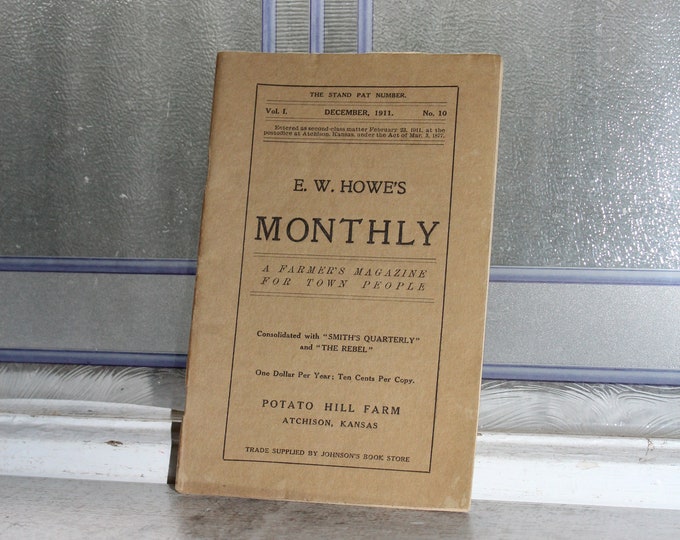 THE STAND PAT NUMBER.
Vol. I. DECEMBER, 1911. No. 10
Entered as second-class matter February 23, 1911, at the
postoffice at Atchison, Kansas, under the Act of Mar. 3, 1877.
E. W. HOWE'S
MONTHLY
A FARMER'S MAGAZINE
FOR TOWN PEOPLE
Consolidated with "SMITH'S QUARTERLY"
and "THE REBEL"
One Dollar Per Year; Ten Cents Per Copy.
POTATO HILL FARM
ATCHISON, KANSAS
TRADE SUPPLIED BY JOHNSON'S BOOK STORE